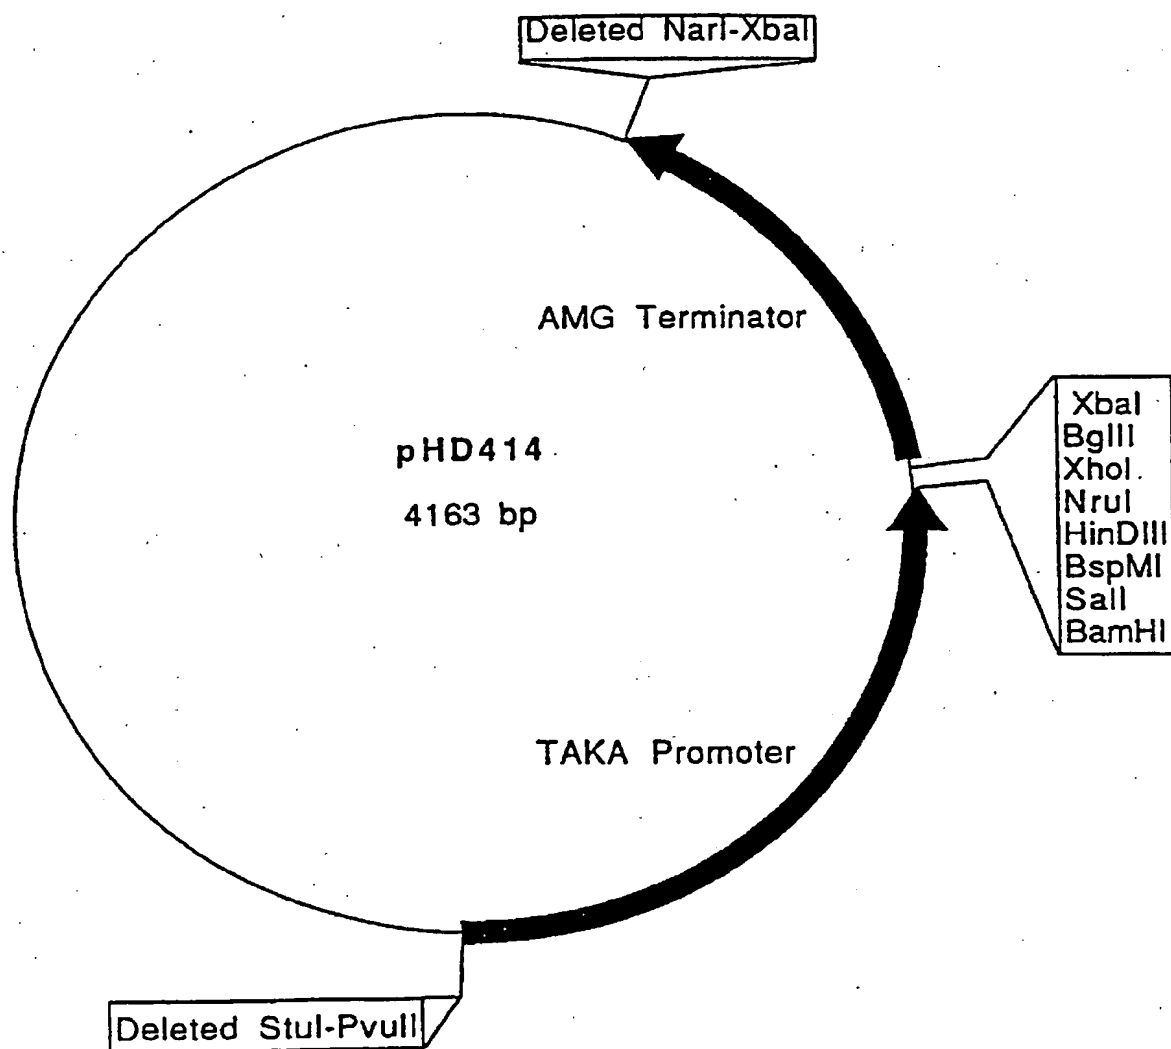 Deleted NarI-XbaI
AMG Terminator
pHD414
4163 bp
XbaI
BglII
XhoI
NruI
HinDIII
BspMI
SalI
BamHI
TAKA Promoter
Deleted StuI-PvuII